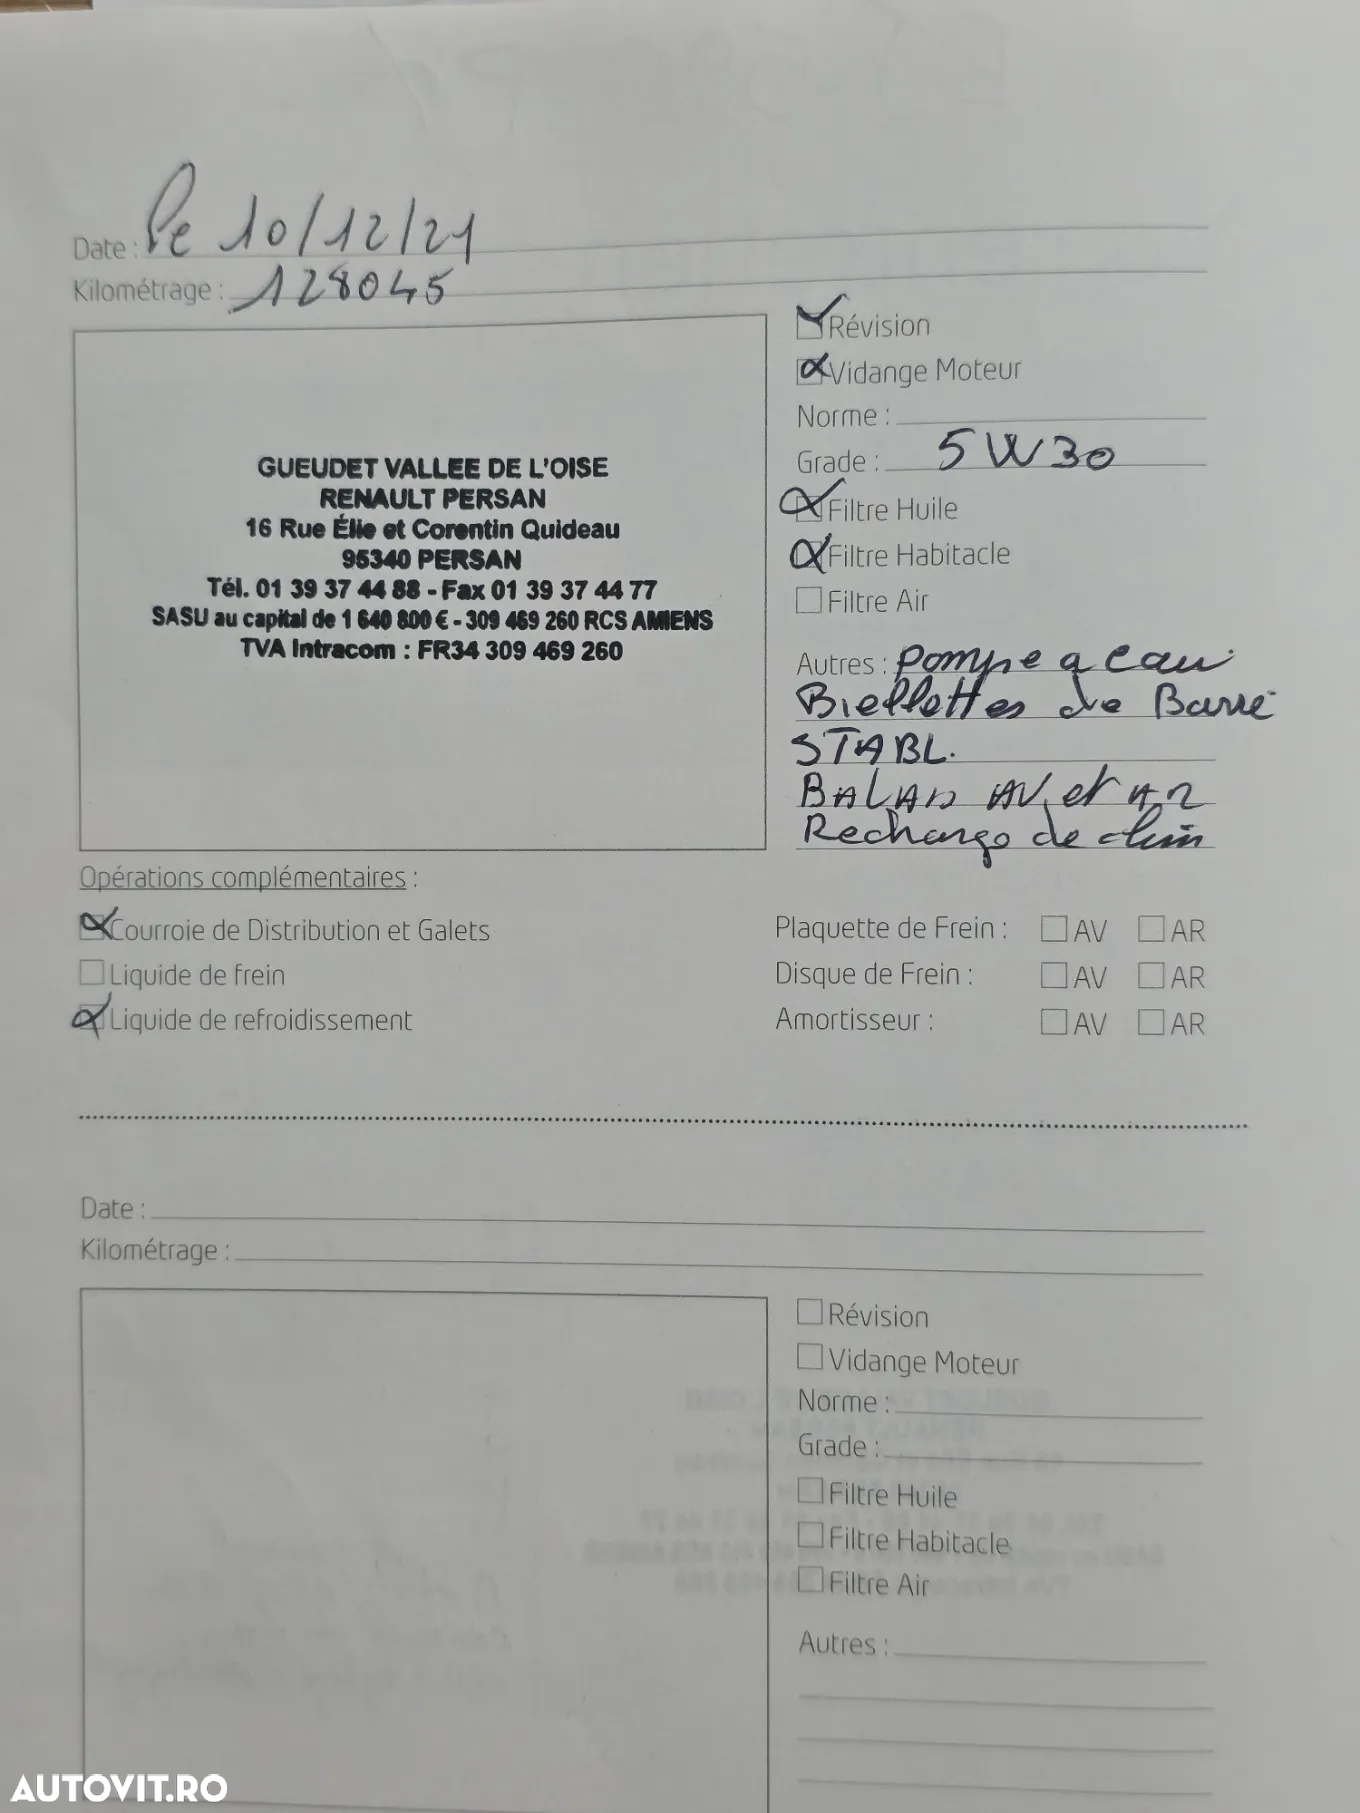 Date : Le 10/12/21
Kilométrage : 128045
Révision
Vidange Moteur
Norme :
Grade : 5W30
Filtre Huile
Filtre Habitacle
Filtre Air
Autres : Pompe a eau
Biellettes de Barre
STABL.
BALAIS AV et AR
Recharge de clim
GUEUDET VALLEE DE L'OISE
RENAULT PERSAN
16 Rue Élie et Corentin Quideau
95340 PERSAN
Tél. 01 39 37 44 88 - Fax 01 39 37 44 77
SASU au capital de 1 640 800 € - 309 469 260 RCS AMIENS
TVA Intracom : FR34 309 469 260
Opérations complémentaires :
Courroie de Distribution et Galets
Liquide de frein
Liquide de refroidissement
Plaquette de Frein : AV AR
Disque de Frein : AV AR
Amortisseur : AV AR
Date :
Kilométrage :
Révision
Vidange Moteur
Norme :
Grade :
Filtre Huile
Filtre Habitacle
Filtre Air
Autres :
AUTOVIT.RO